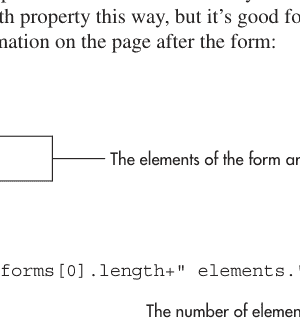 th property this way, but it’s good fo
mation on the page after the form:
The elements of the form ar
forms[0].length+" elements."
The number of elemen